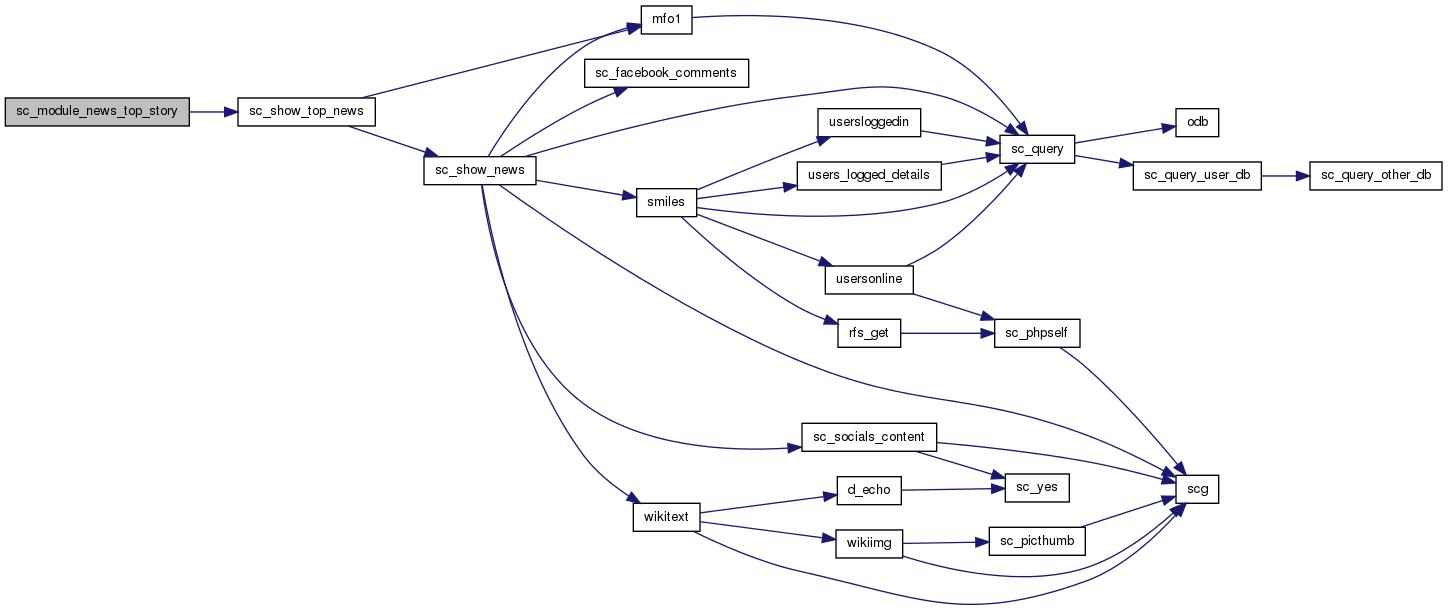 mfo1
sc_facebook_comments
sc_module_news_top_story
sc_show_top_news
usersloggedin
odb
sc_query
sc_show_news
users_logged_details
sc_query_user_db
sc_query_other_db
smiles
usersonline
rfs_get
sc_phpself
sc_socials_content
d_echo
sc_yes
scg
wikitext
wikiimg
sc_picthumb